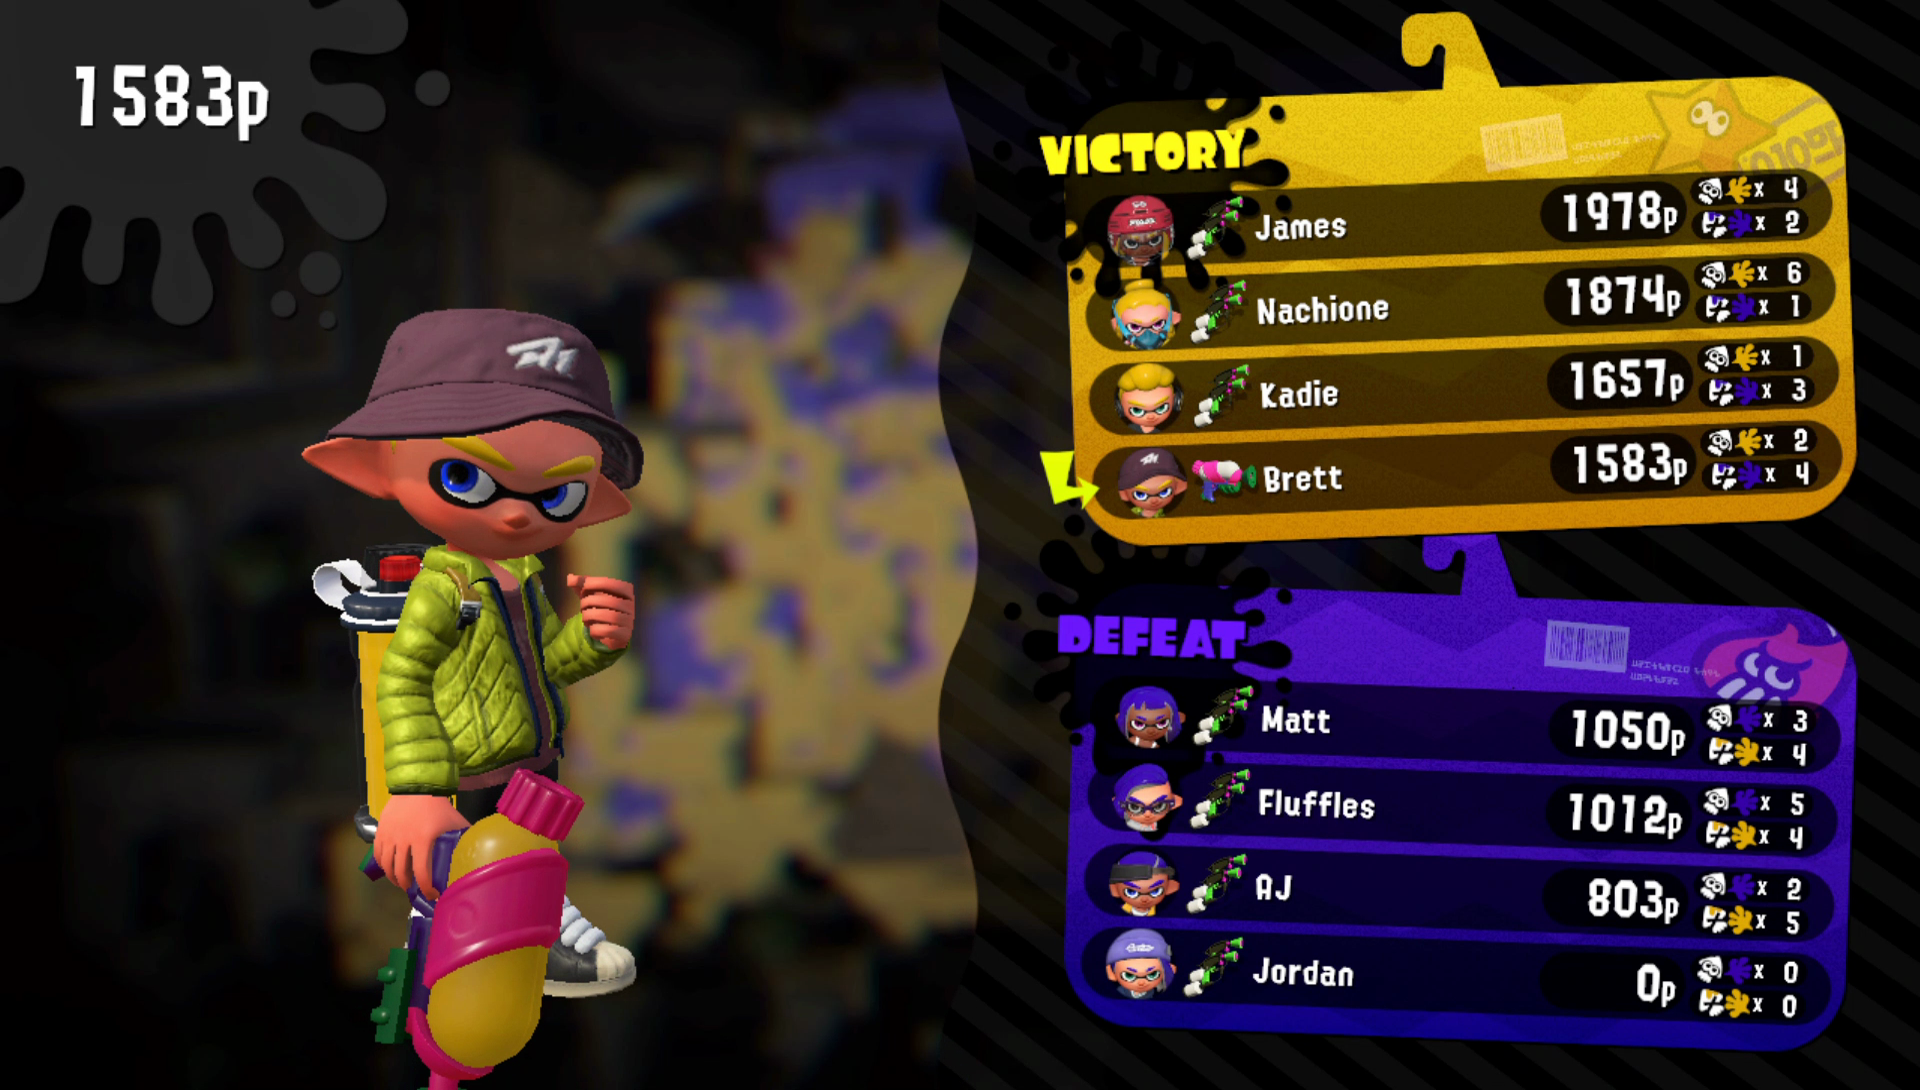 1583p
VICTORY
James 1978p x 4
x 2
Nachione 1874p x 6
x 1
Kadie 1657p x 1
x 3
Brett 1583p x 2
x 4
DEFEAT
Matt 1050p x 3
x 4
Fluffles 1012p x 5
x 4
AJ 803p x 2
x 5
Jordan 0p x 0
x 0